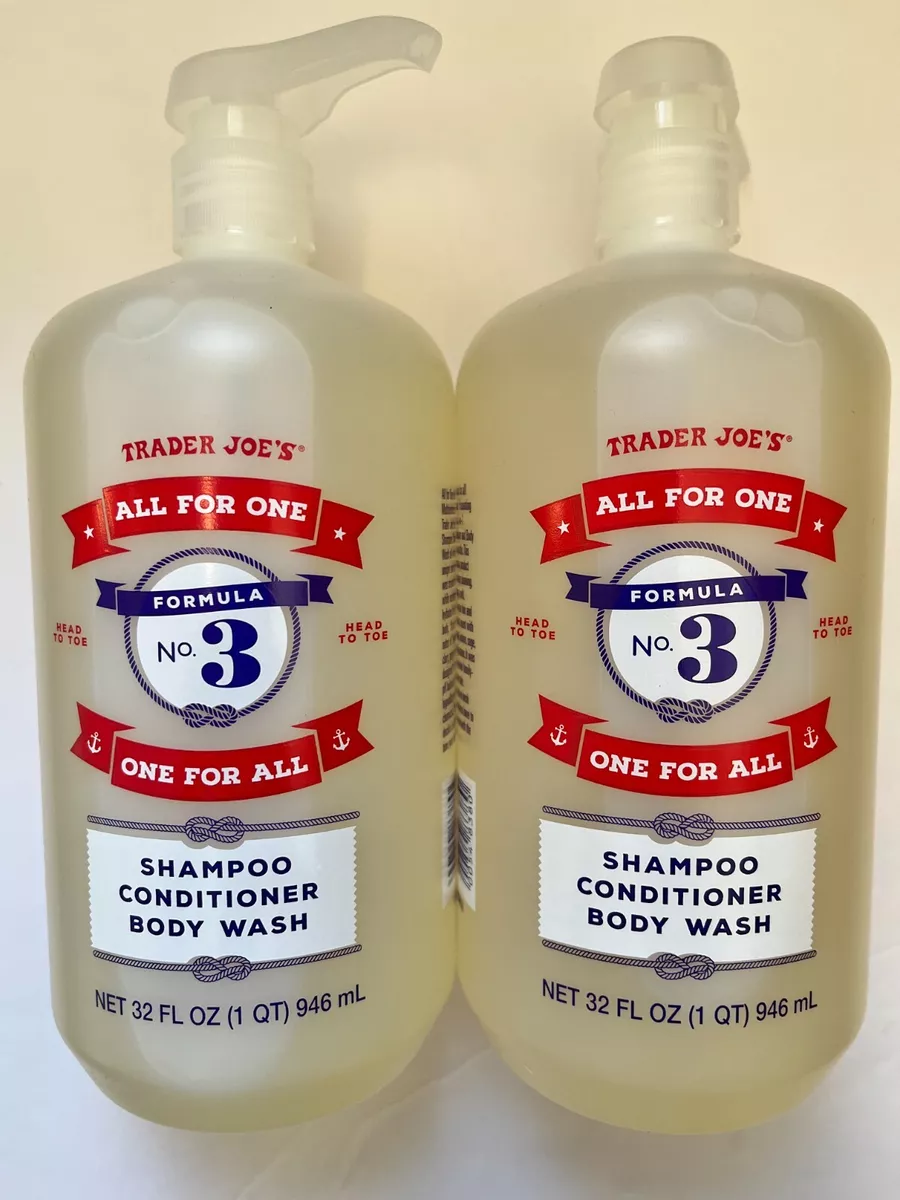 TRADER JOE'S®
ALL FOR ONE
FORMULA
No. 3
HEAD
TO TOE
HEAD
TO TOE
ONE FOR ALL
SHAMPOO
CONDITIONER
BODY WASH
NET 32 FL OZ (1 QT) 946 mL
TRADER JOE'S®
ALL FOR ONE
FORMULA
No. 3
HEAD
TO TOE
HEAD
TO TOE
ONE FOR ALL
SHAMPOO
CONDITIONER
BODY WASH
NET 32 FL OZ (1 QT) 946 mL